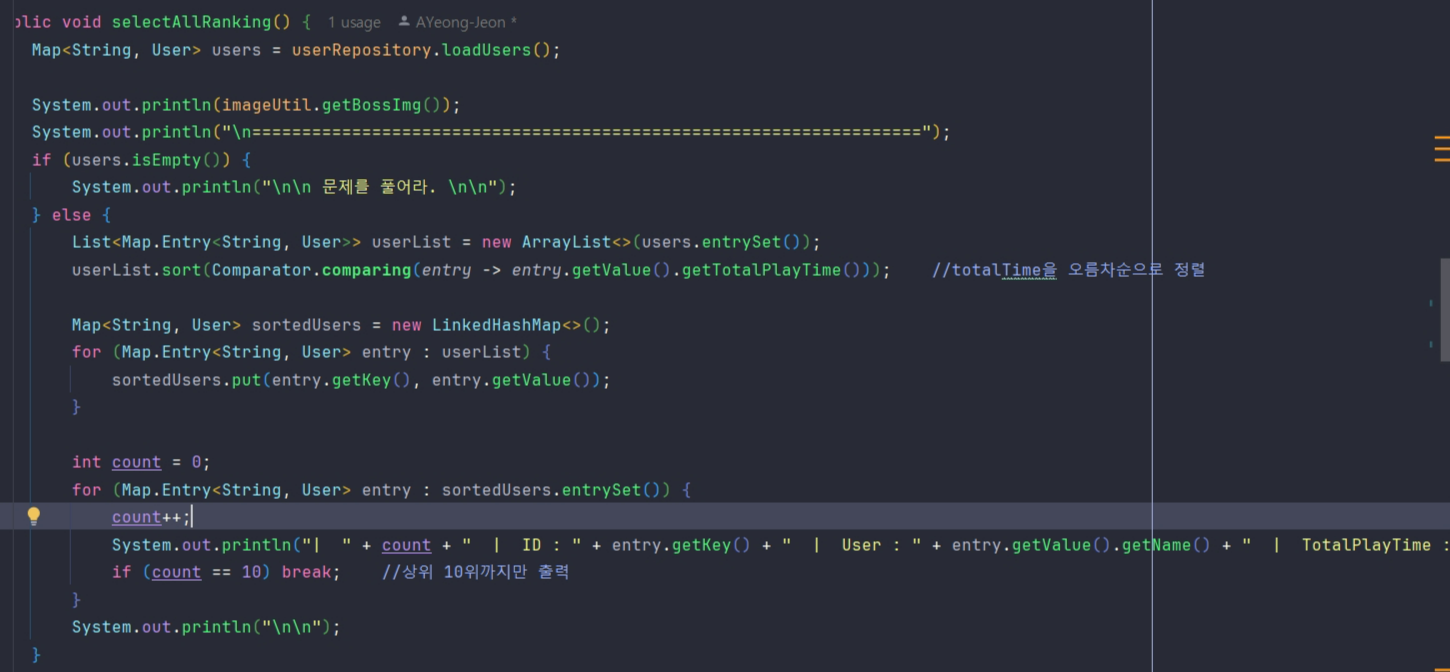 blic void selectAllRanking() {  1 usage  AYeong-Jeon *
Map<String, User> users = userRepository.loadUsers();
System.out.println(imageUtil.getBossImg());
System.out.println("\n===================================================================");
if (users.isEmpty()) {
System.out.println("\n\n 문제를 풀어라. \n\n");
} else {
List<Map.Entry<String, User>> userList = new ArrayList<>(users.entrySet());
userList.sort(Comparator.comparing(entry -> entry.getValue().getTotalPlayTime()));    //totalTime을 오름차순으로 정렬
Map<String, User> sortedUsers = new LinkedHashMap<>();
for (Map.Entry<String, User> entry : userList) {
sortedUsers.put(entry.getKey(), entry.getValue());
}
int count = 0;
for (Map.Entry<String, User> entry : sortedUsers.entrySet()) {
count++;
System.out.println("|  " + count + "  |  ID : " + entry.getKey() + "  |  User : " + entry.getValue().getName() + "  |  TotalPlayTime :
if (count == 10) break;    //상위 10위까지만 출력
}
System.out.println("\n\n");
}